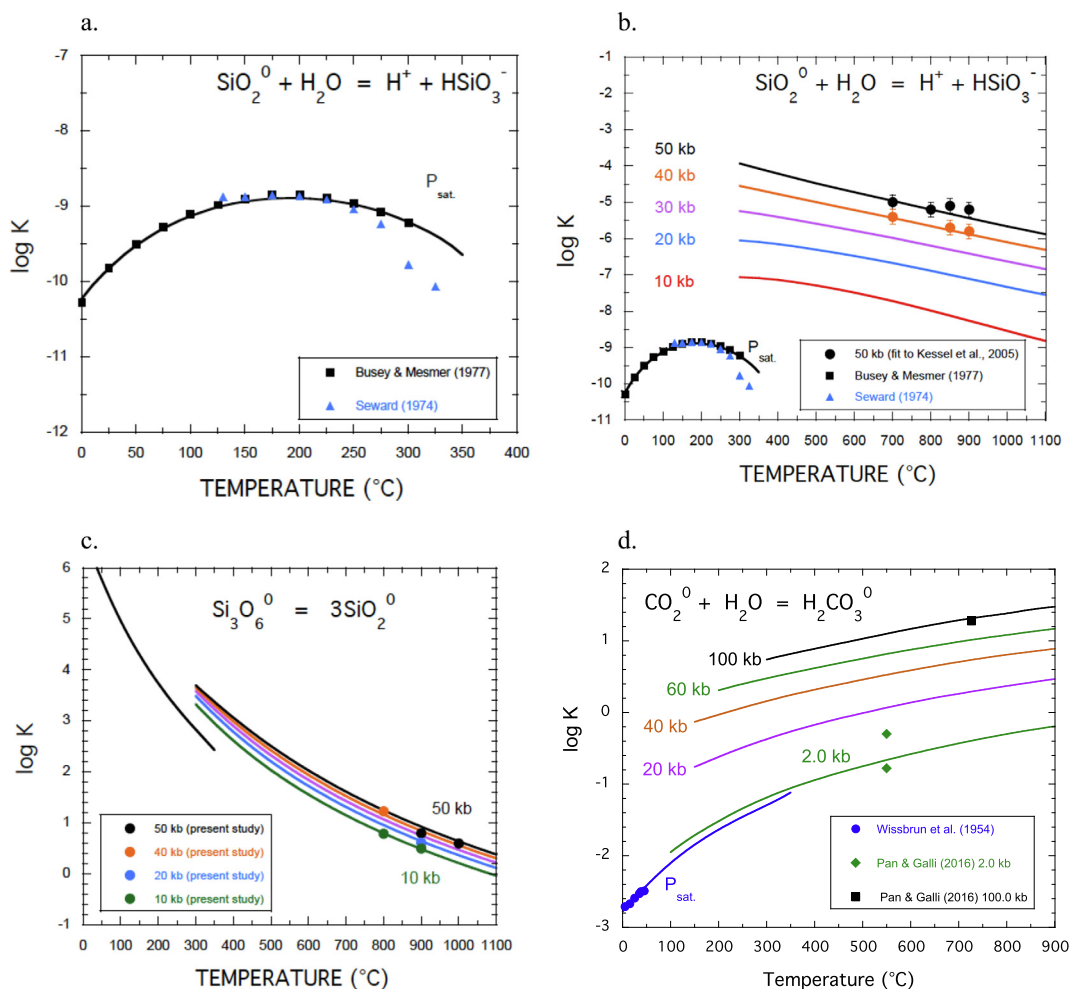 a.
SiO₂⁰ + H₂O = H⁺ + HSiO₃⁻
-7
-8
-9
-10
-11
-12
log K
Psat.
Busey & Mesmer (1977)
Seward (1974)
0 50 100 150 200 250 300 350 400
TEMPERATURE (°C)
b.
SiO₂⁰ + H₂O = H⁺ + HSiO₃⁻
-1
-2
-3
-4
-5
-6
-7
-8
-9
-10
-11
log K
50 kb
40 kb
30 kb
20 kb
10 kb
Psat.
50 kb (fit to Kessel et al., 2005)
Busey & Mesmer (1977)
Seward (1974)
0 100 200 300 400 500 600 700 800 900 1000 1100
TEMPERATURE (°C)
c.
Si₃O₆⁰ = 3SiO₂⁰
6
5
4
3
2
1
0
-1
log K
50 kb
10 kb
50 kb (present study)
40 kb (present study)
20 kb (present study)
10 kb (present study)
0 100 200 300 400 500 600 700 800 900 1000 1100
TEMPERATURE (°C)
d.
CO₂⁰ + H₂O = H₂CO₃⁰
2
1
0
-1
-2
-3
log K
100 kb
60 kb
40 kb
20 kb
2.0 kb
Psat.
Wissbrun et al. (1954)
Pan & Galli (2016) 2.0 kb
Pan & Galli (2016) 100.0 kb
0 100 200 300 400 500 600 700 800 900
Temperature (°C)